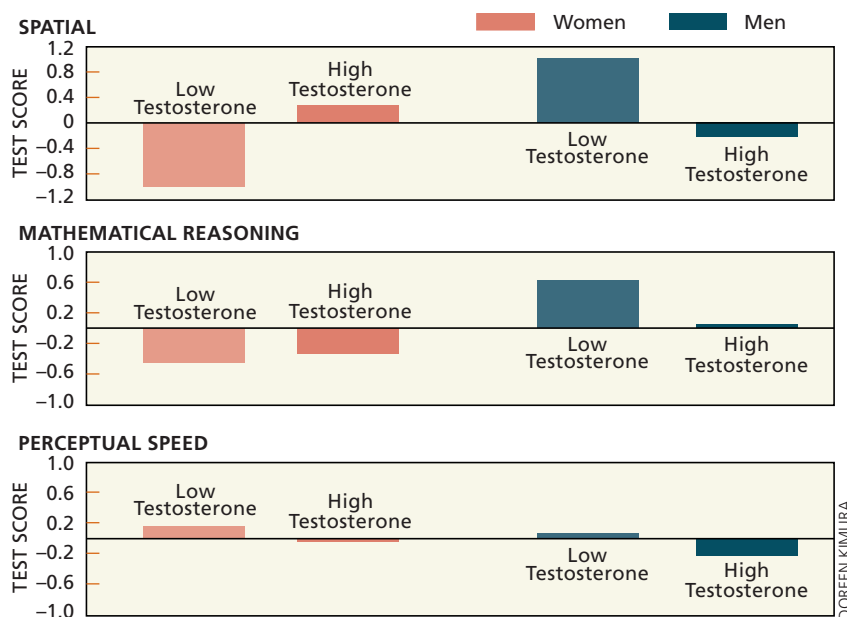 SPATIAL
Women
Men
TEST SCORE
1.2
0.8
0.4
0
–0.4
–0.8
–1.2
Low
Testosterone
High
Testosterone
Low
Testosterone
High
Testosterone
MATHEMATICAL REASONING
TEST SCORE
1.0
0.6
0.2
–0.2
–0.6
–1.0
Low
Testosterone
High
Testosterone
Low
Testosterone
High
Testosterone
PERCEPTUAL SPEED
TEST SCORE
1.0
0.6
0.2
–0.2
–0.6
–1.0
Low
Testosterone
High
Testosterone
Low
Testosterone
High
Testosterone
DOREEN KIMURA